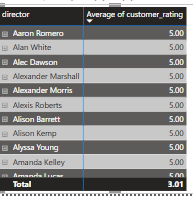 director Average of customer_rating
Aaron Romero 5.00
Alan White 5.00
Alec Dawson 5.00
Alexander Marshall 5.00
Alexander Morris 5.00
Alexis Roberts 5.00
Alison Barrett 5.00
Alison Kemp 5.00
Alyssa Young 5.00
Amanda Kelley 5.00
Amanda Lucas 5.00
Total 3.01